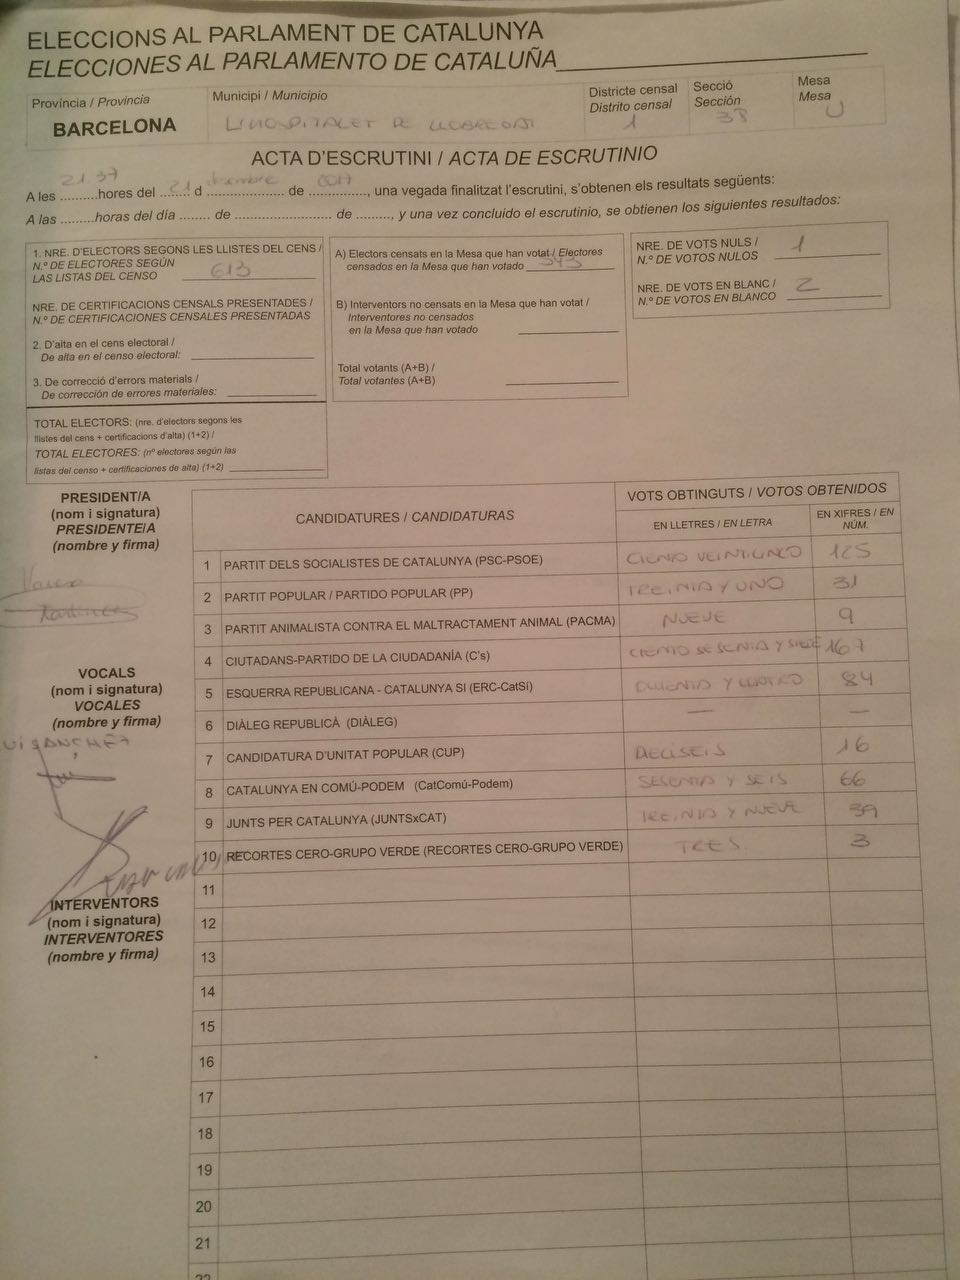 ELECCIONS AL PARLAMENT DE CATALUNYA
ELECCIONES AL PARLAMENTO DE CATALUÑA
Província / Provincia
BARCELONA
Municipi / Municipio
L'HOSPITALET DE LLOBREGAT
Districte censal
Distrito censal
1
Secció
Sección
33
Mesa
Mesa
U
ACTA D'ESCRUTINI / ACTA DE ESCRUTINIO
A les 21.37 hores del 21 d de 2017, una vegada finalitzat l'escrutini, s'obtenen els resultats següents:
A las .........horas del día ........ de ........................ de ........., y una vez concluido el escrutinio, se obtienen los siguientes resultados:
1. NRE. D'ELECTORS SEGONS LES LLISTES DEL CENS /
N.º DE ELECTORES SEGÚN
LAS LISTAS DEL CENSO 613
NRE. DE CERTIFICACIONS CENSALS PRESENTADES /
N.º DE CERTIFICACIONES CENSALES PRESENTADAS
2. D'alta en el cens electoral /
De alta en el censo electoral:
3. De correcció d'errors materials /
De corrección de errores materiales:
TOTAL ELECTORS: (nre. d'electors segons les
llistes del cens + certificacions d'alta) (1+2) /
TOTAL ELECTORES: (nº electores según las
listas del censo + certificaciones de alta) (1+2)
A) Electors censats en la Mesa que han votat / Electores
censados en la Mesa que han votado 543
B) Interventors no censats en la Mesa que han votat /
Interventores no censados
en la Mesa que han votado
Total votants (A+B) /
Total votantes (A+B)
NRE. DE VOTS NULS /
N.º DE VOTOS NULOS 1
NRE. DE VOTS EN BLANC /
N.º DE VOTOS EN BLANCO 2
PRESIDENT/A
(nom i signatura)
PRESIDENTE/A
(nombre y firma)
VOCALS
(nom i signatura)
VOCALES
(nombre y firma)
INTERVENTORS
(nom i signatura)
INTERVENTORES
(nombre y firma)
CANDIDATURES / CANDIDATURAS
VOTS OBTINGUTS / VOTOS OBTENIDOS
EN LLETRES / EN LETRA
EN XIFRES / EN NÚM.
1 PARTIT DELS SOCIALISTES DE CATALUNYA (PSC-PSOE) CIENTO VEINTICINCO 125
2 PARTIT POPULAR / PARTIDO POPULAR (PP) TREINTA Y UNO 31
3 PARTIT ANIMALISTA CONTRA EL MALTRACTAMENT ANIMAL (PACMA) NUEVE 9
4 CIUTADANS-PARTIDO DE LA CIUDADANÍA (C's) CIENTO SESENTA Y SIETE 167
5 ESQUERRA REPUBLICANA - CATALUNYA SI (ERC-CatSí) OCHENTA Y CUATRO 84
6 DIÀLEG REPUBLICÀ (DIÀLEG) — —
7 CANDIDATURA D'UNITAT POPULAR (CUP) DECISEIS 16
8 CATALUNYA EN COMÚ-PODEM (CatComú-Podem) SESENTA Y SEIS 66
9 JUNTS PER CATALUNYA (JUNTSxCAT) TREINTA Y NUEVE 39
10 RECORTES CERO-GRUPO VERDE (RECORTES CERO-GRUPO VERDE) TRES 3
11
12
13
14
15
16
17
18
19
20
21
22